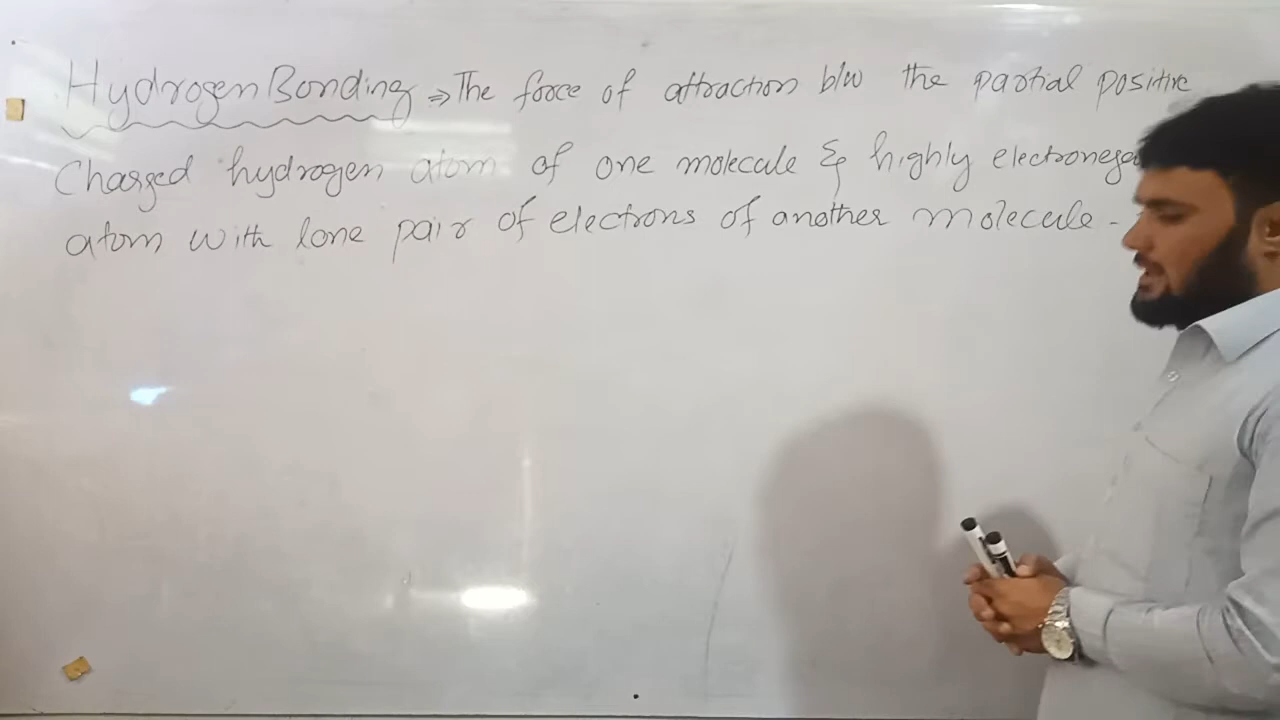 Hydrogen Bonding ⇒ The force of attraction b/w the partial positive
Charged hydrogen atom of one molecule & highly
atom with lone pair of electrons of another molecule -